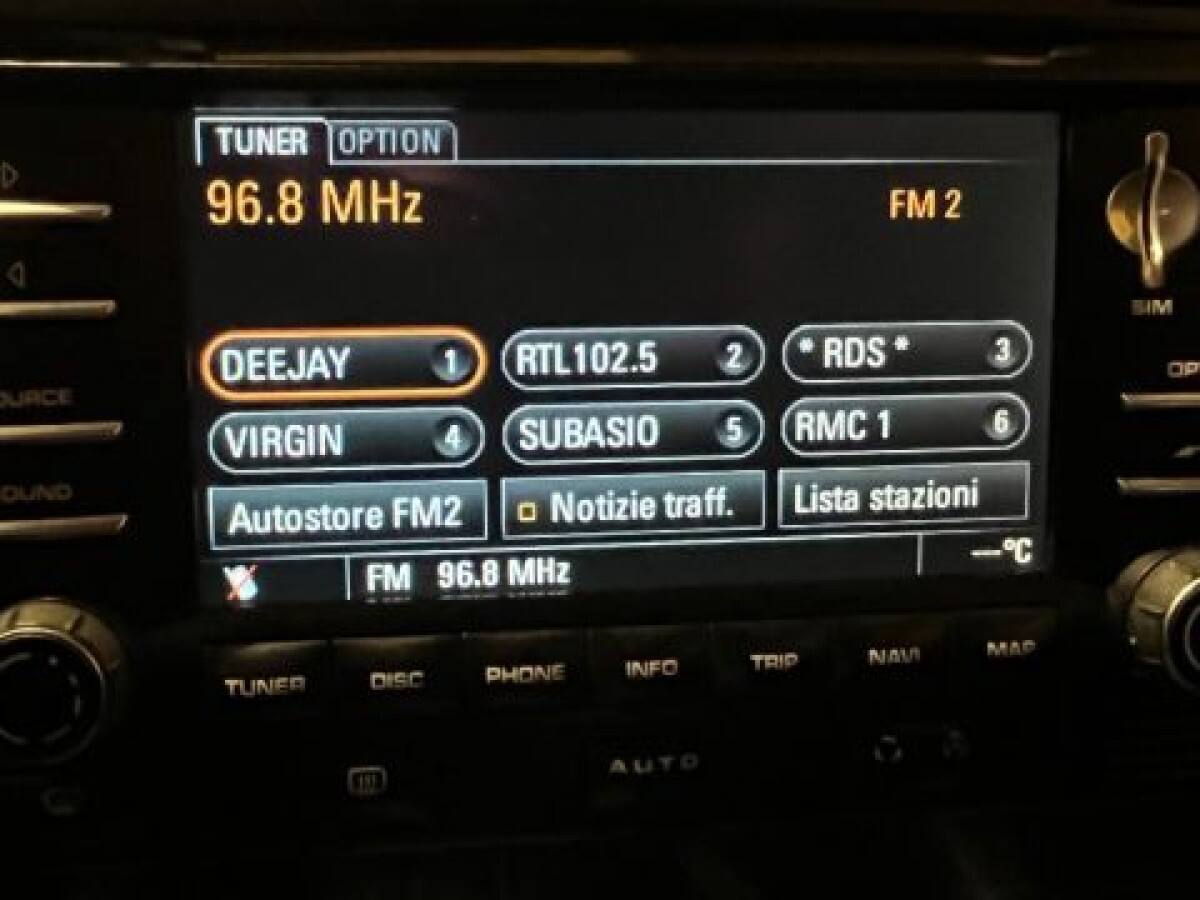 TUNER OPTION
96.8 MHz FM 2
DEEJAY 1 RTL102.5 2 * RDS * 3
VIRGIN 4 SUBASIO 5 RMC 1 6
Autostore FM2 Notizie traff. Lista stazioni
FM 96.8 MHz ---°C
SIM
TUNER DISC PHONE INFO TRIP NAVI MAP
AUTO